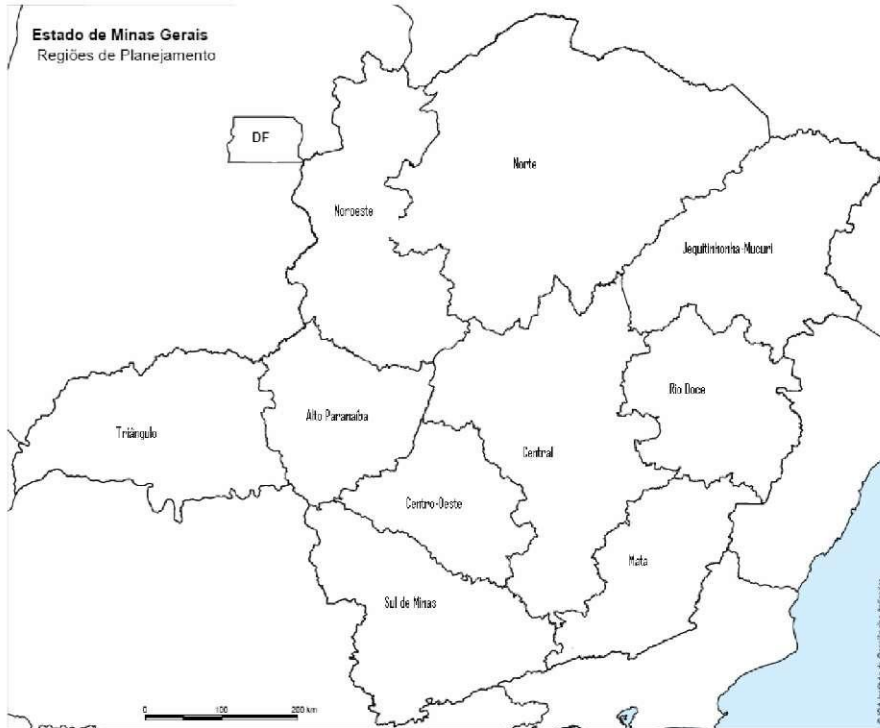 Estado de Minas Gerais
Regiões de Planejamento
DF
Norte
Noroeste
Jequitinhonha-Mucuri
Rio Doce
Alto Paranaíba
Triângulo
Central
Centro-Oeste
Mata
Sul de Minas
0 100 200 km